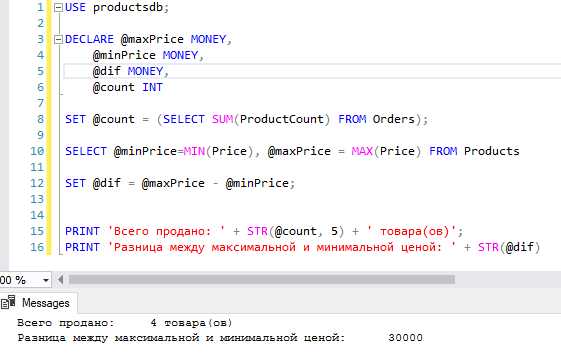 1 USE productsdb;
2
3 DECLARE @maxPrice MONEY,
4 @minPrice MONEY,
5 @dif MONEY,
6 @count INT
7
8 SET @count = (SELECT SUM(ProductCount) FROM Orders);
9
10 SELECT @minPrice=MIN(Price), @maxPrice = MAX(Price) FROM Products
11
12 SET @dif = @maxPrice - @minPrice;
13
14
15 PRINT 'Всего продано: ' + STR(@count, 5) + ' товара(ов)';
16 PRINT 'Разница между максимальной и минимальной ценой: ' + STR(@dif)
00 %
Messages
Всего продано:     4 товара(ов)
Разница между максимальной и минимальной ценой:      30000